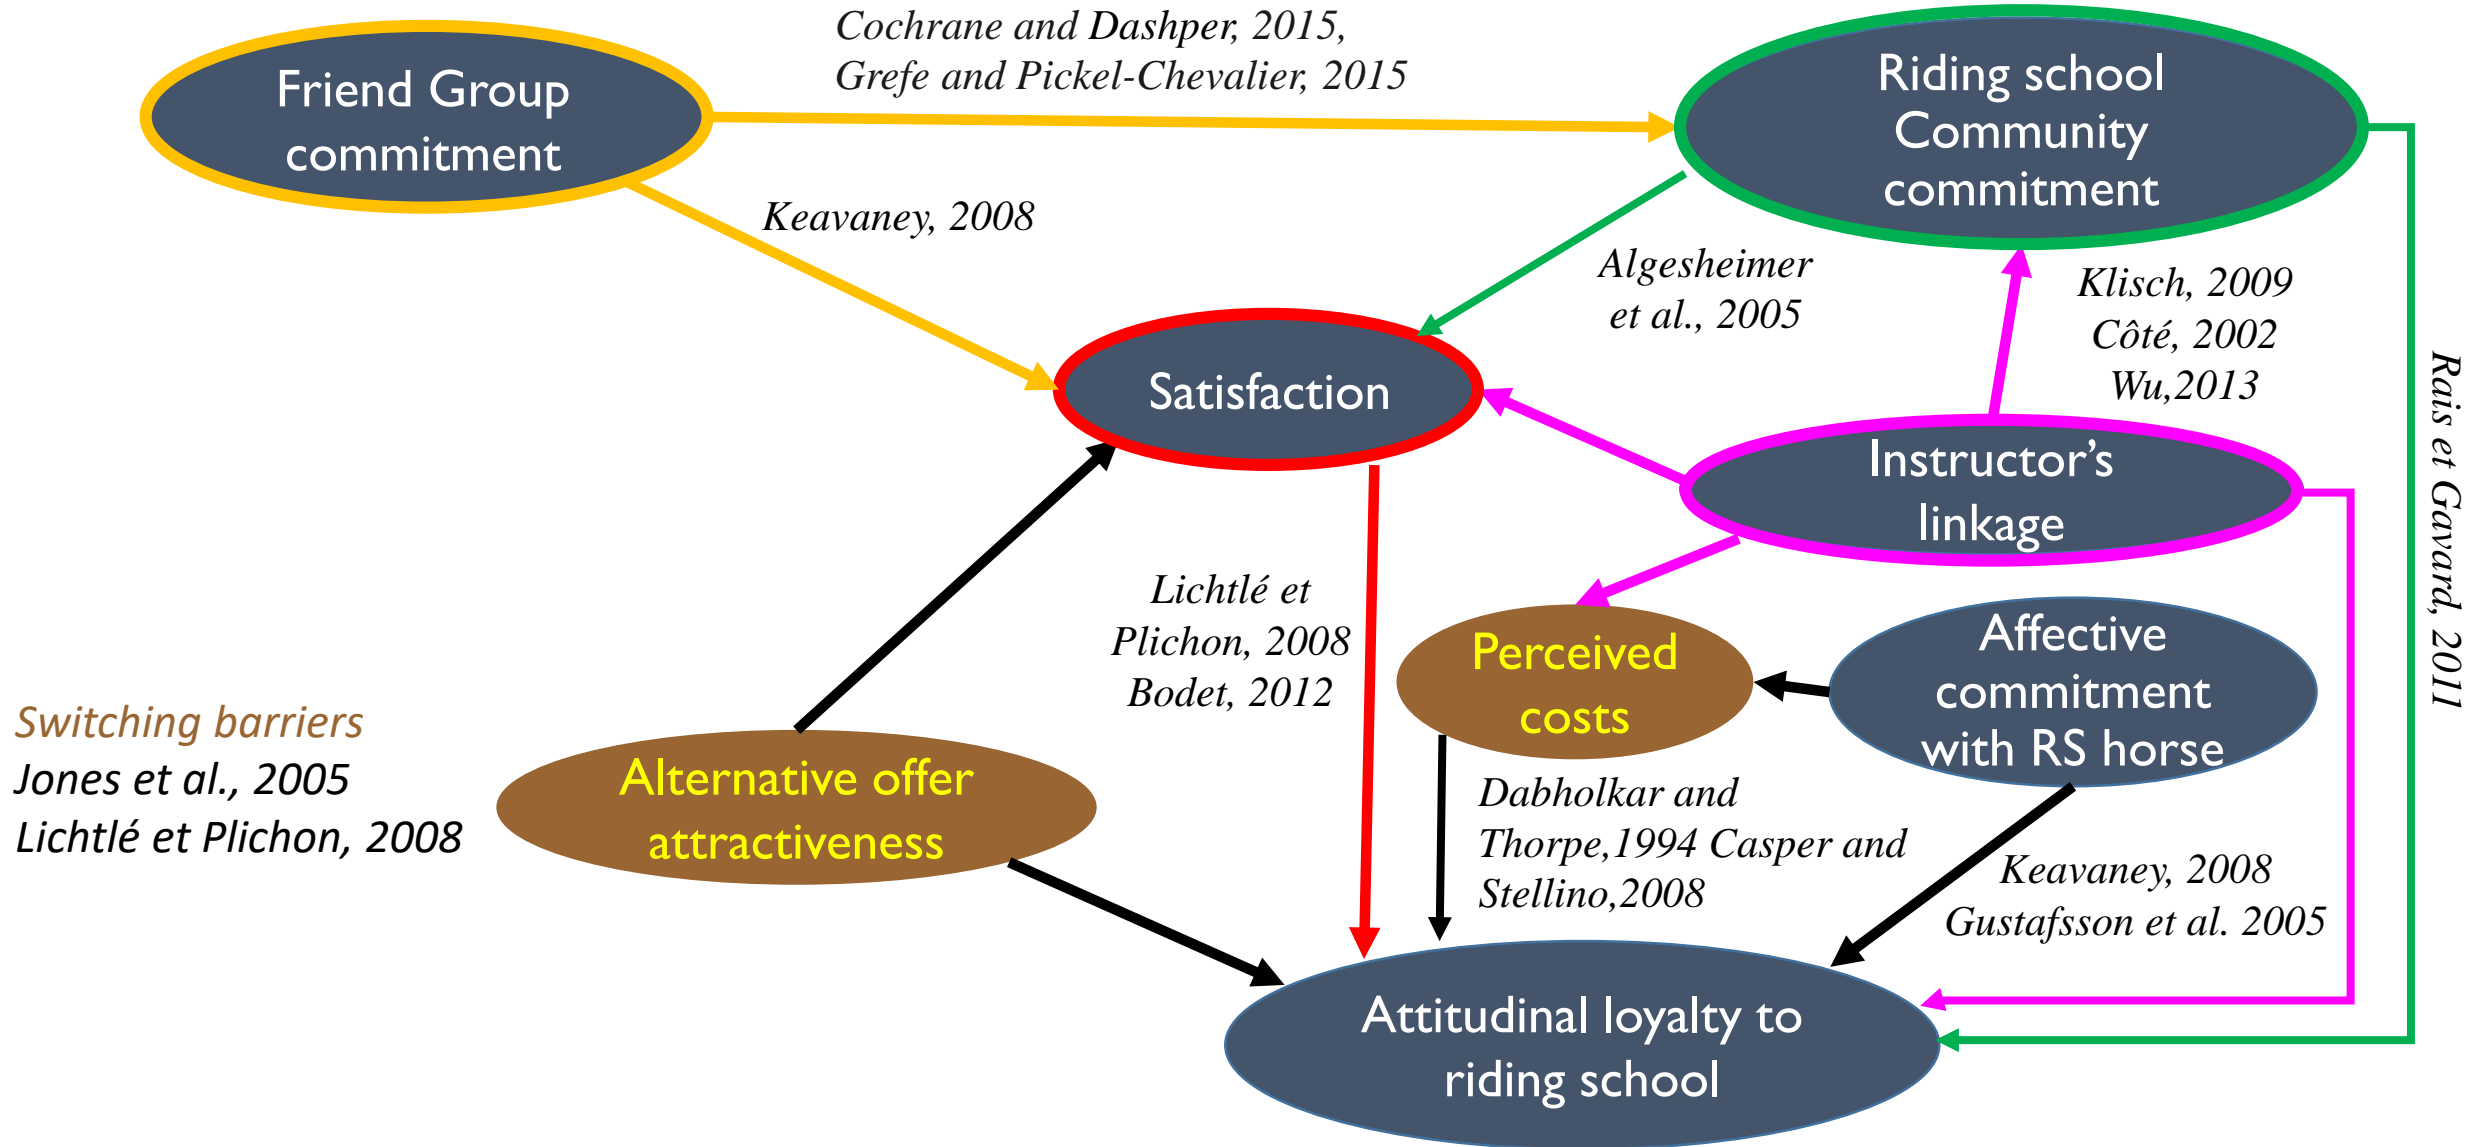 Cochrane and Dashper, 2015,
Grefe and Pickel-Chevalier, 2015
Friend Group
commitment
Riding school
Community
commitment
Keavaney, 2008
Algesheimer
et al., 2005
Klisch, 2009
Côté, 2002
Wu,2013
Rais et Gavard, 2011
Satisfaction
Instructor’s
linkage
Lichtlé et
Plichon, 2008
Bodet, 2012
Perceived
costs
Affective
commitment
with RS horse
Switching barriers
Jones et al., 2005
Lichtlé et Plichon, 2008
Alternative offer
attractiveness
Dabholkar and
Thorpe,1994 Casper and
Stellino,2008
Keavaney, 2008
Gustafsson et al. 2005
Attitudinal loyalty to
riding school